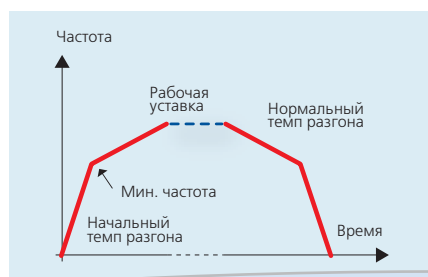 Частота
Рабочая
уставка
Нормальный
темп разгона
Мин. частота
Начальный
темп разгона
Время